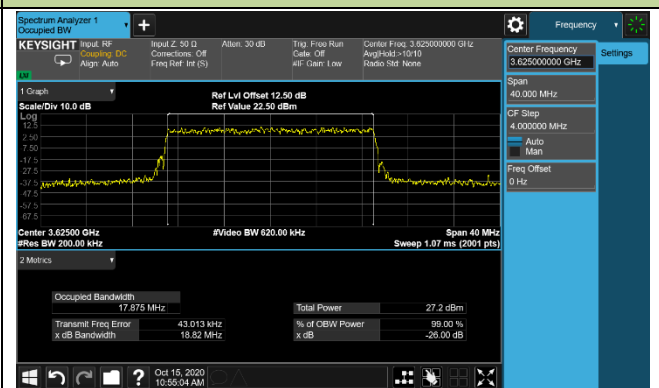 Spectrum Analyzer 1
Occupied BW
+
Frequency
KEYSIGHT
Input: RF
Coupling: DC
Align: Auto
Input Z: 50 Ω
Corrections: Off
Freq Ref: Int (S)
Atten: 30 dB
Trig: Free Run
Gate: Off
#IF Gain: Low
Center Freq: 3.625000000 GHz
Avg|Hold:>10/10
Radio Std: None
LXI
Center Frequency
3.625000000 GHz
Settings
Span
40.000 MHz
CF Step
4.000000 MHz
Auto
Man
Freq Offset
0 Hz
1 Graph
Scale/Div 10.0 dB
Ref Lvl Offset 12.50 dB
Ref Value 22.50 dBm
Log
12.5
2.50
-7.50
-17.5
-27.5
-37.5
-47.5
-57.5
-67.5
Center 3.62500 GHz
#Video BW 620.00 kHz
Span 40 MHz
#Res BW 200.00 kHz
Sweep 1.07 ms (2001 pts)
2 Metrics
Occupied Bandwidth
17.875 MHz
Total Power
27.2 dBm
Transmit Freq Error
43.013 kHz
% of OBW Power
99.00 %
x dB Bandwidth
18.82 MHz
x dB
-26.00 dB
?
Oct 15, 2020
10:55:04 AM